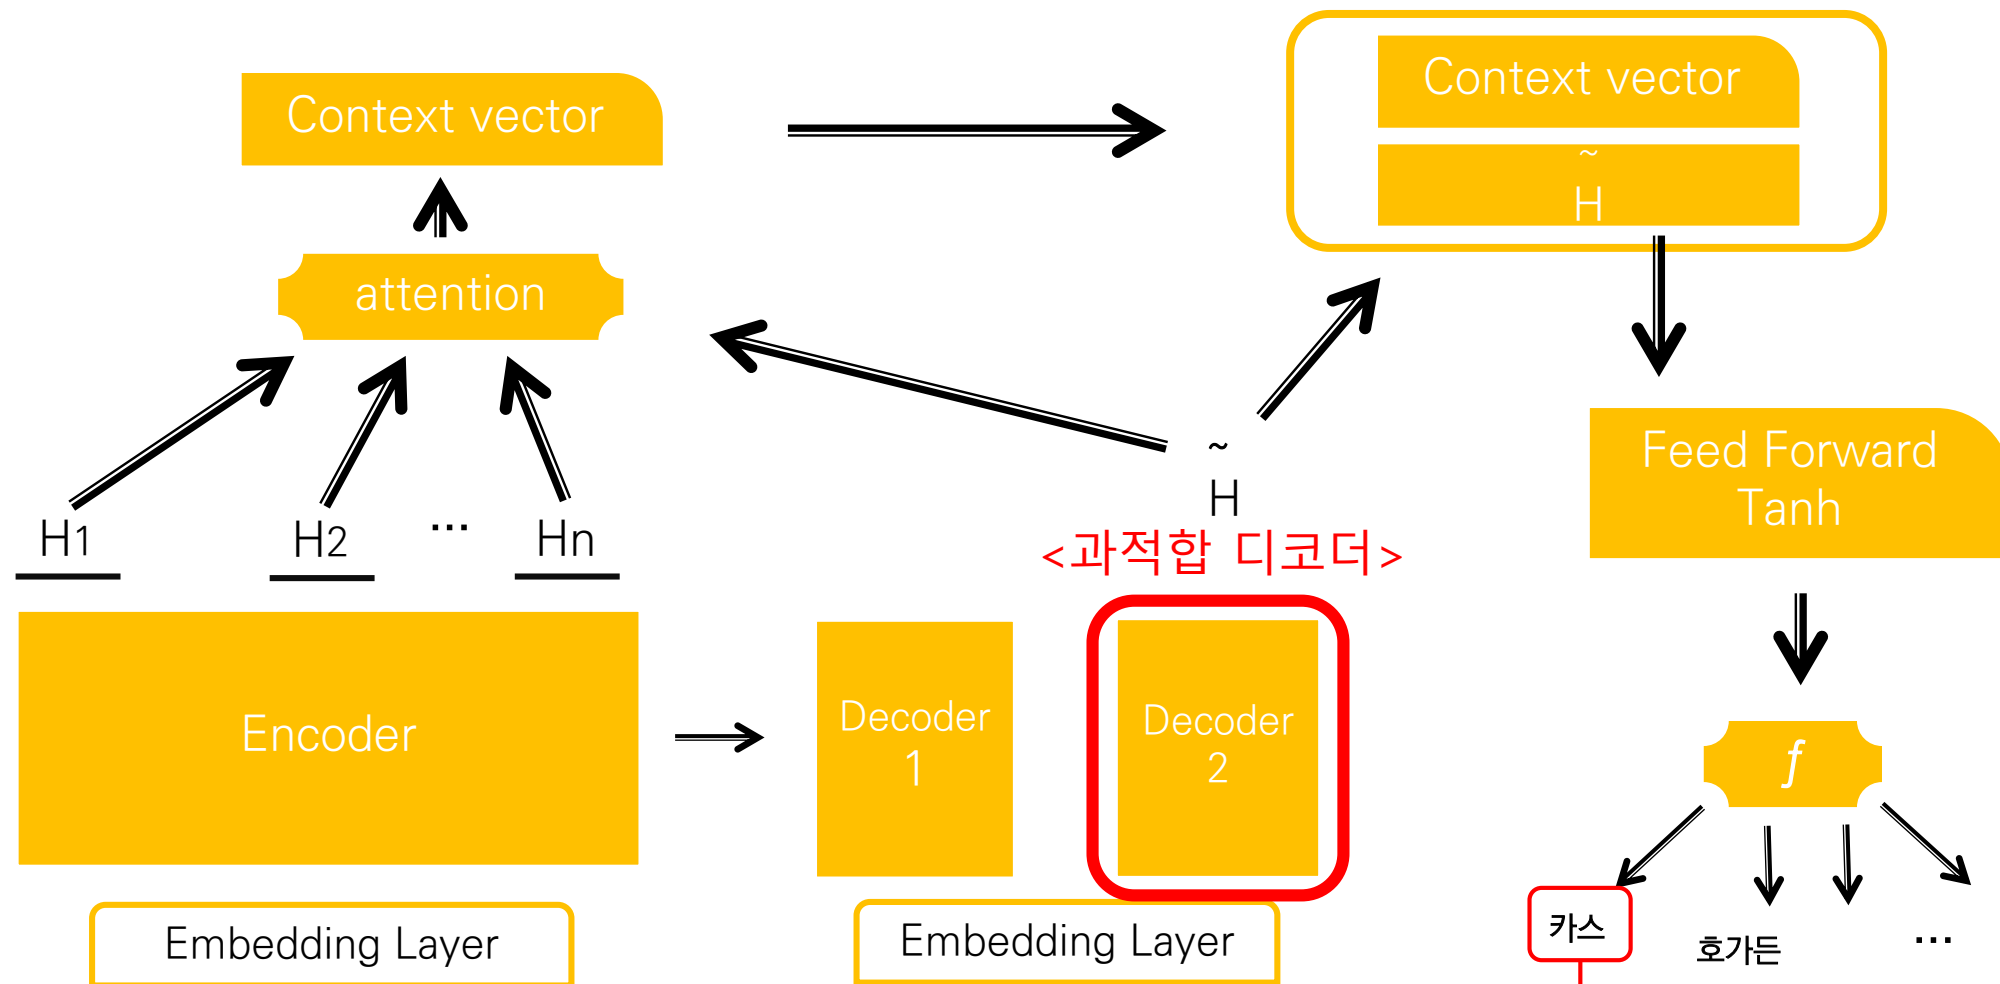 Context vector
Context vector
~
H
attention
~
H
Feed Forward
Tanh
H1
H2
...
Hn
<과적합 디코더>
Encoder
Decoder
1
Decoder
2
f
Embedding Layer
Embedding Layer
카스
호가든
...